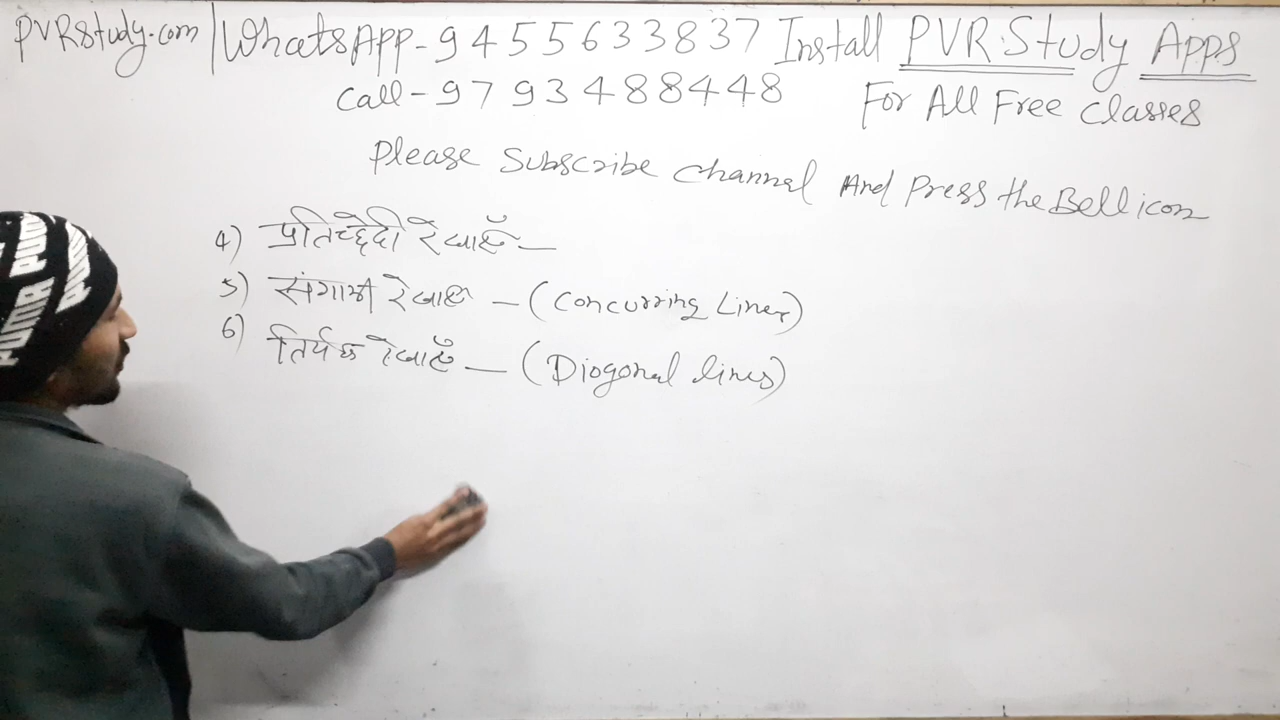 PVRstudy.com | WhatsApp - 9455633837 Install PVR Study Apps
Call - 9793488448 For All Free Classes
Please Subscribe Channel And Press the Bell icon
4) प्रतिच्छेदी रेखाएँ —
5) संगामी रेखाए — (Concurring Lines)
6) तिर्यक रेखाएँ — (Diogonal lines)
PUMA